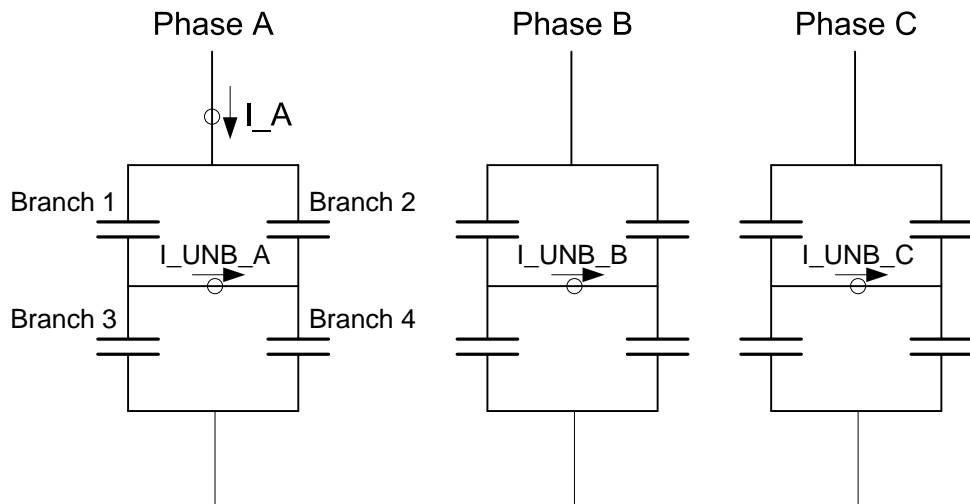 Phase A
Phase B
Phase C
I_A
Branch 1
Branch 2
I_UNB_A
I_UNB_B
I_UNB_C
Branch 3
Branch 4